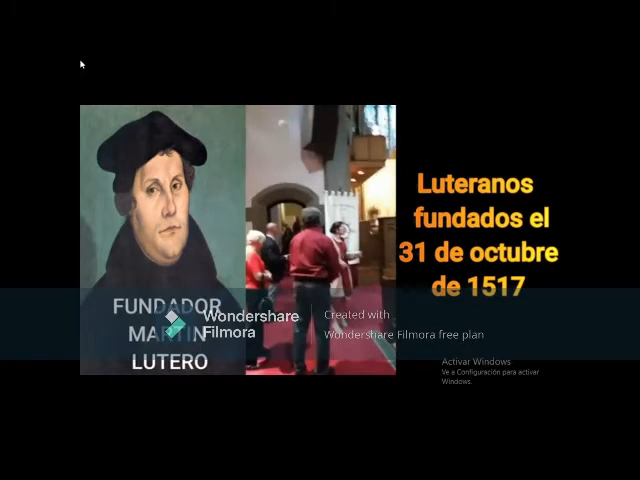 Luteranos
fundados el
31 de octubre
de 1517
FUNDADOR
MARTIN
LUTERO
Wondershare
Filmora
Created with
Wondershare Filmora free plan
Activar Windows
Ve a Configuración para activar
Windows.